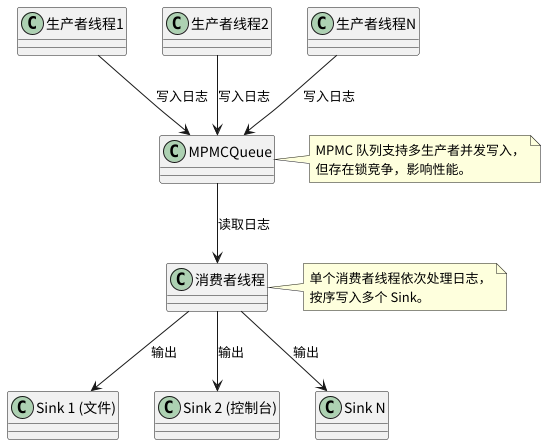 C 生产者线程1
C 生产者线程2
C 生产者线程N
写入日志
写入日志
写入日志
C MPMCQueue
MPMC 队列支持多生产者并发写入，
但存在锁竞争，影响性能。
读取日志
C 消费者线程
单个消费者线程依次处理日志，
按序写入多个 Sink。
输出
输出
输出
C Sink 1 (文件)
C Sink 2 (控制台)
C Sink N